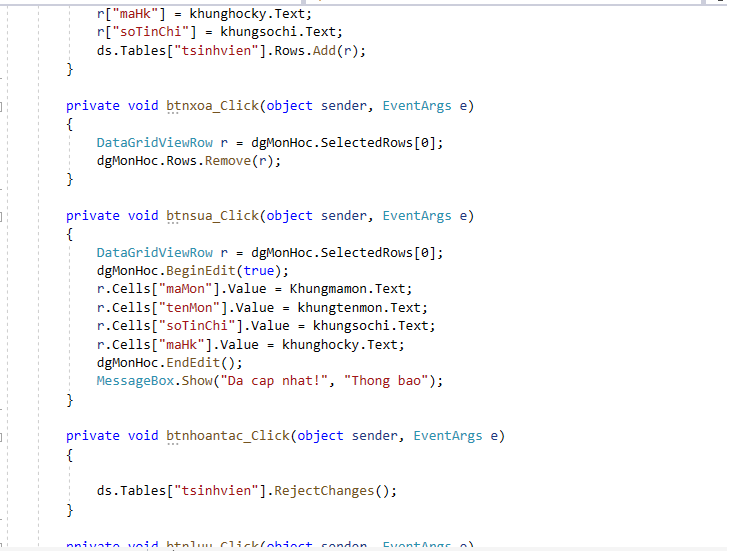 r["maHk"] = khunghocky.Text;
r["soTinChi"] = khungsochi.Text;
ds.Tables["tsinhvien"].Rows.Add(r);
}
private void btnxoa_Click(object sender, EventArgs e)
{
DataGridViewRow r = dgMonHoc.SelectedRows[0];
dgMonHoc.Rows.Remove(r);
}
private void btnsua_Click(object sender, EventArgs e)
{
DataGridViewRow r = dgMonHoc.SelectedRows[0];
dgMonHoc.BeginEdit(true);
r.Cells["maMon"].Value = Khungmamon.Text;
r.Cells["tenMon"].Value = khungtenmon.Text;
r.Cells["soTinChi"].Value = khungsochi.Text;
r.Cells["maHk"].Value = khunghocky.Text;
dgMonHoc.EndEdit();
MessageBox.Show("Da cap nhat!", "Thong bao");
}
private void btnhoantac_Click(object sender, EventArgs e)
{
ds.Tables["tsinhvien"].RejectChanges();
}
private void btnluu_Click(object sender, EventArgs e)